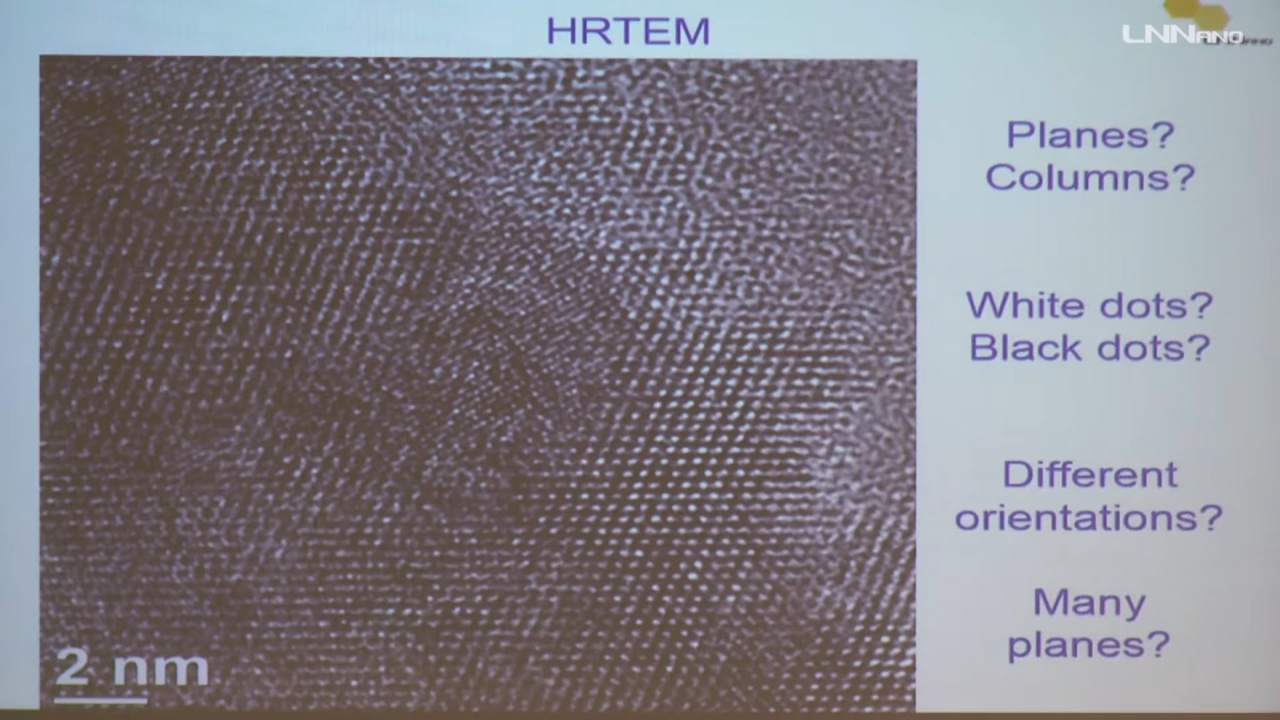 HRTEM
LNNANO
Planes?
Columns?
White dots?
Black dots?
Different
orientations?
Many
planes?
2 nm